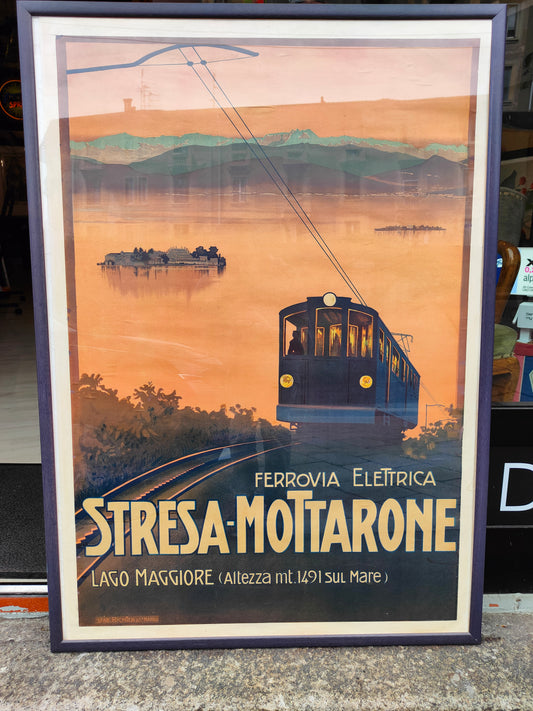 FERROVIA ELETTRICA
STRESA-MOTTARONE
LAGO MAGGIORE (Altezza mt. 1491 sul Mare)
D